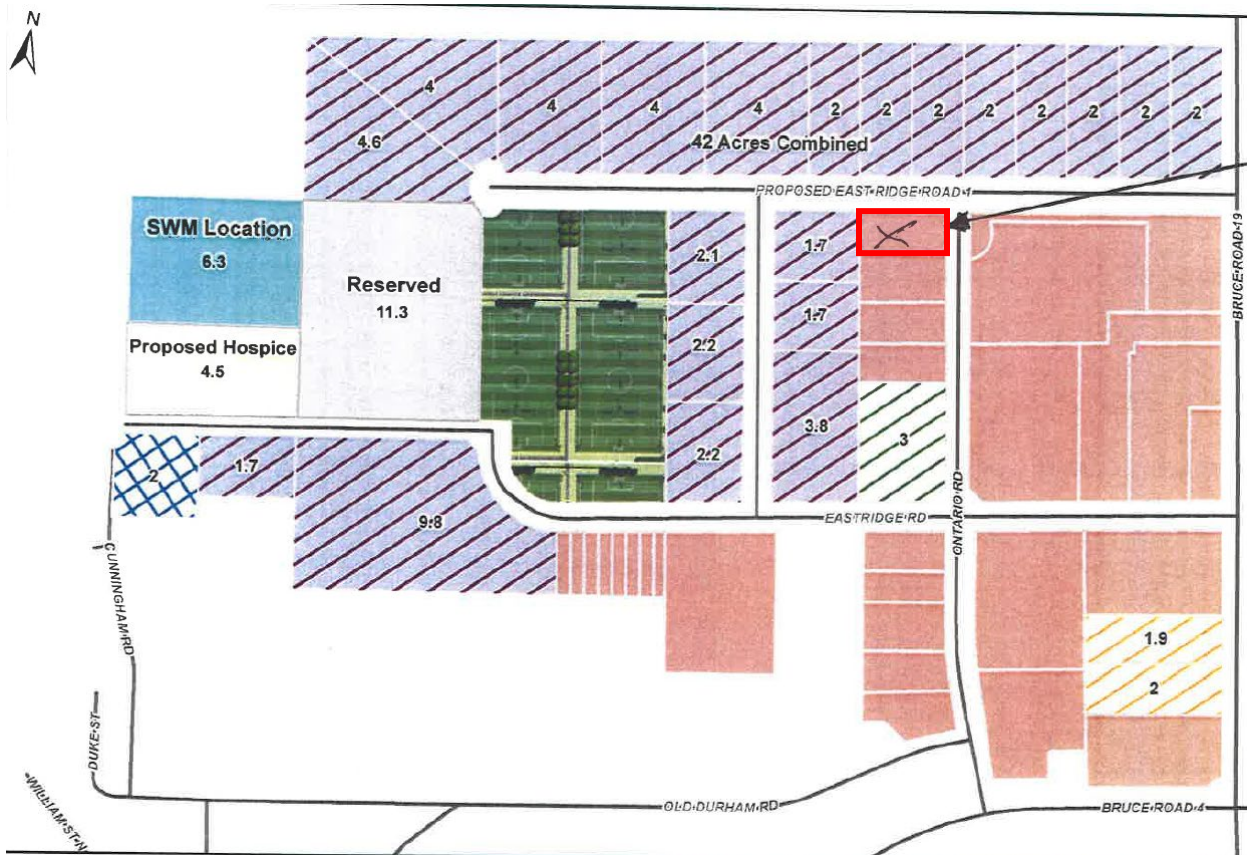 N
4
4
4
4
2
2
2
2
2
2
2
2
4.6
42 Acres Combined
PROPOSED EAST RIDGE ROAD 1
SWM Location
6.3
Reserved
11.3
Proposed Hospice
4.5
2.1
2.2
2.2
1.7
1.7
3.8
3
BRUCE ROAD 19
2
1.7
9.8
EASTRIDGE RD
ONTARIO RD
CUNNINGHAM RD
1.9
2
DUKE ST
WILLIAM ST N
OLD DURHAM RD
BRUCE ROAD 4